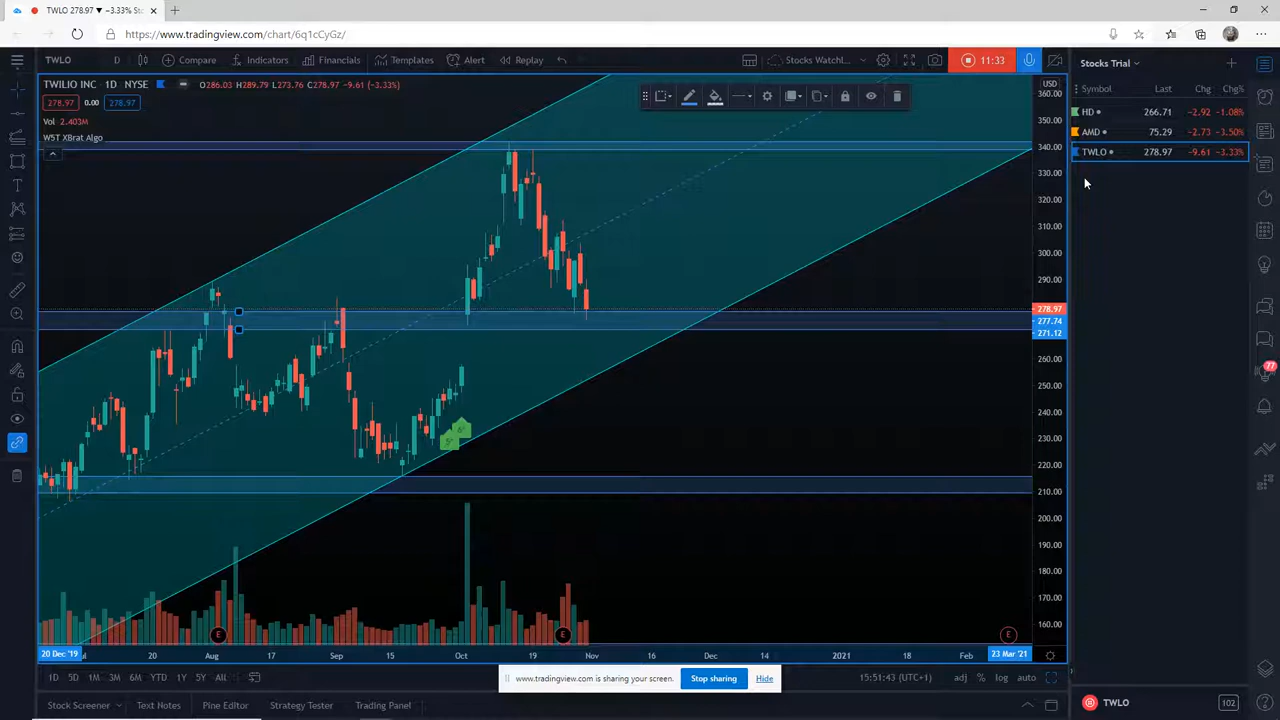 TWLO 278.97 ▼ −3.33% St
https://www.tradingview.com/chart/6q1cCyGz/
TWLO
D
Compare
Indicators
Financials
Templates
Alert
Replay
Stocks Watchl...
11:33
Stocks Trial
TWILIO INC · 1D · NYSE
O286.03 H289.79 L273.76 C278.97 −9.61 (−3.33%)
278.97 0.00 278.97
Vol 2.403M
W5T XBrat Algo
Symbol Last Chg Chg%
HD 266.71 −2.92 −1.08%
AMD 75.29 −2.73 −3.50%
TWLO 278.97 −9.61 −3.33%
USD
360.00
350.00
340.00
330.00
320.00
310.00
300.00
290.00
278.97
277.74
271.12
260.00
250.00
240.00
230.00
220.00
210.00
200.00
190.00
180.00
170.00
160.00
77
E
E
E
20 Dec '19
20 Aug 17 Sep 15 Oct 19 Nov 16 Dec 14 2021 18 Feb
23 Mar '21
1D 5D 1M 3M 6M YTD 1Y 5Y ALL
www.tradingview.com is sharing your screen.
Stop sharing
Hide
15:51:43 (UTC+1)
adj % log auto
Stock Screener
Text Notes
Pine Editor
Strategy Tester
Trading Panel
TWLO
102